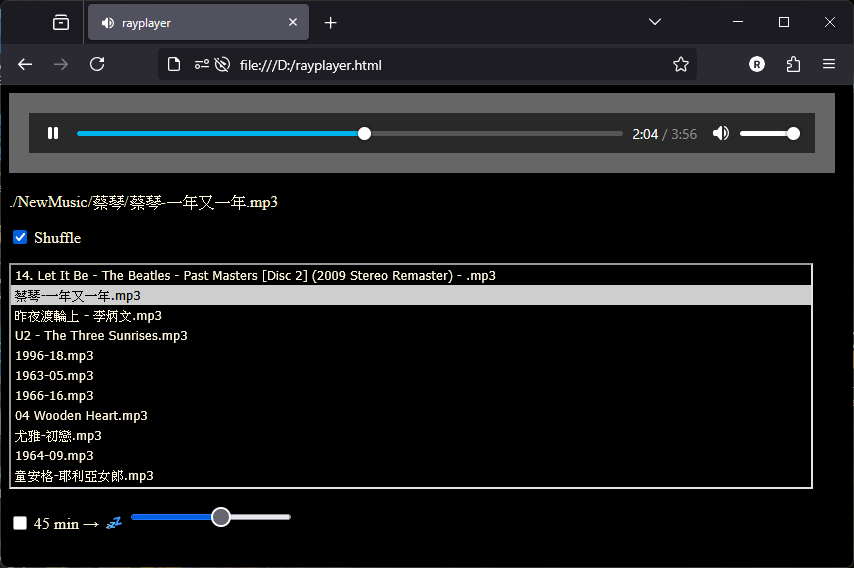 rayplayer
file:///D:/rayplayer.html
R
2:04 / 3:56
./NewMusic/蔡琴/蔡琴-一年又一年.mp3
Shuffle
14. Let It Be - The Beatles - Past Masters [Disc 2] (2009 Stereo Remaster) - .mp3
蔡琴-一年又一年.mp3
昨夜渡輪上 - 李炳文.mp3
U2 - The Three Sunrises.mp3
1996-18.mp3
1963-05.mp3
1966-16.mp3
04 Wooden Heart.mp3
尤雅-初戀.mp3
1964-09.mp3
童安格-耶利亞女郎.mp3
45 min → 💤